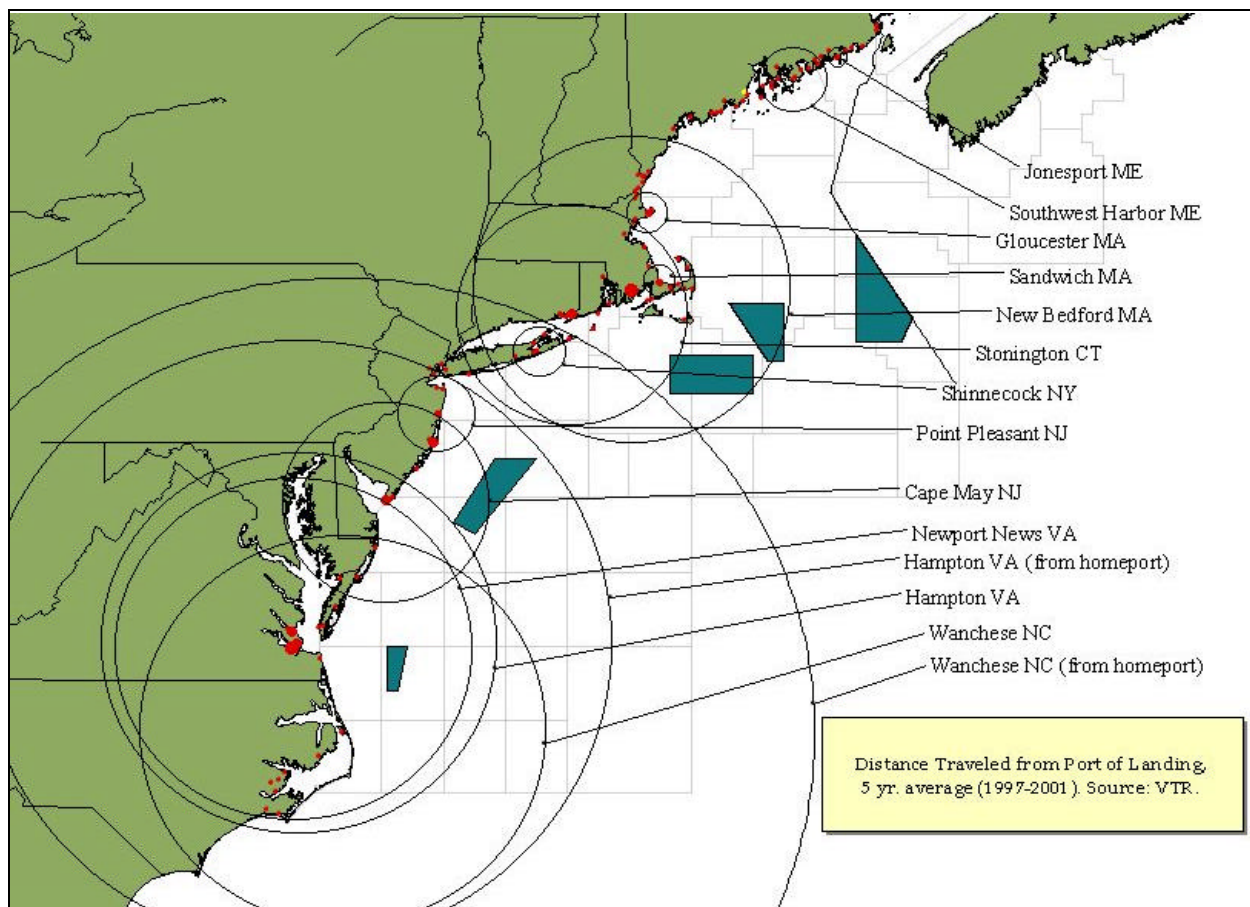 Jonesport ME
Southwest Harbor ME
Gloucester MA
Sandwich MA
New Bedford MA
Stonington CT
Shinnecock NY
Point Pleasant NJ
Cape May NJ
Newport News VA
Hampton VA (from homeport)
Hampton VA
Wanchese NC
Wanchese NC (from homeport)
Distance Traveled from Port of Landing,
5 yr. average (1997-2001). Source: VTR.